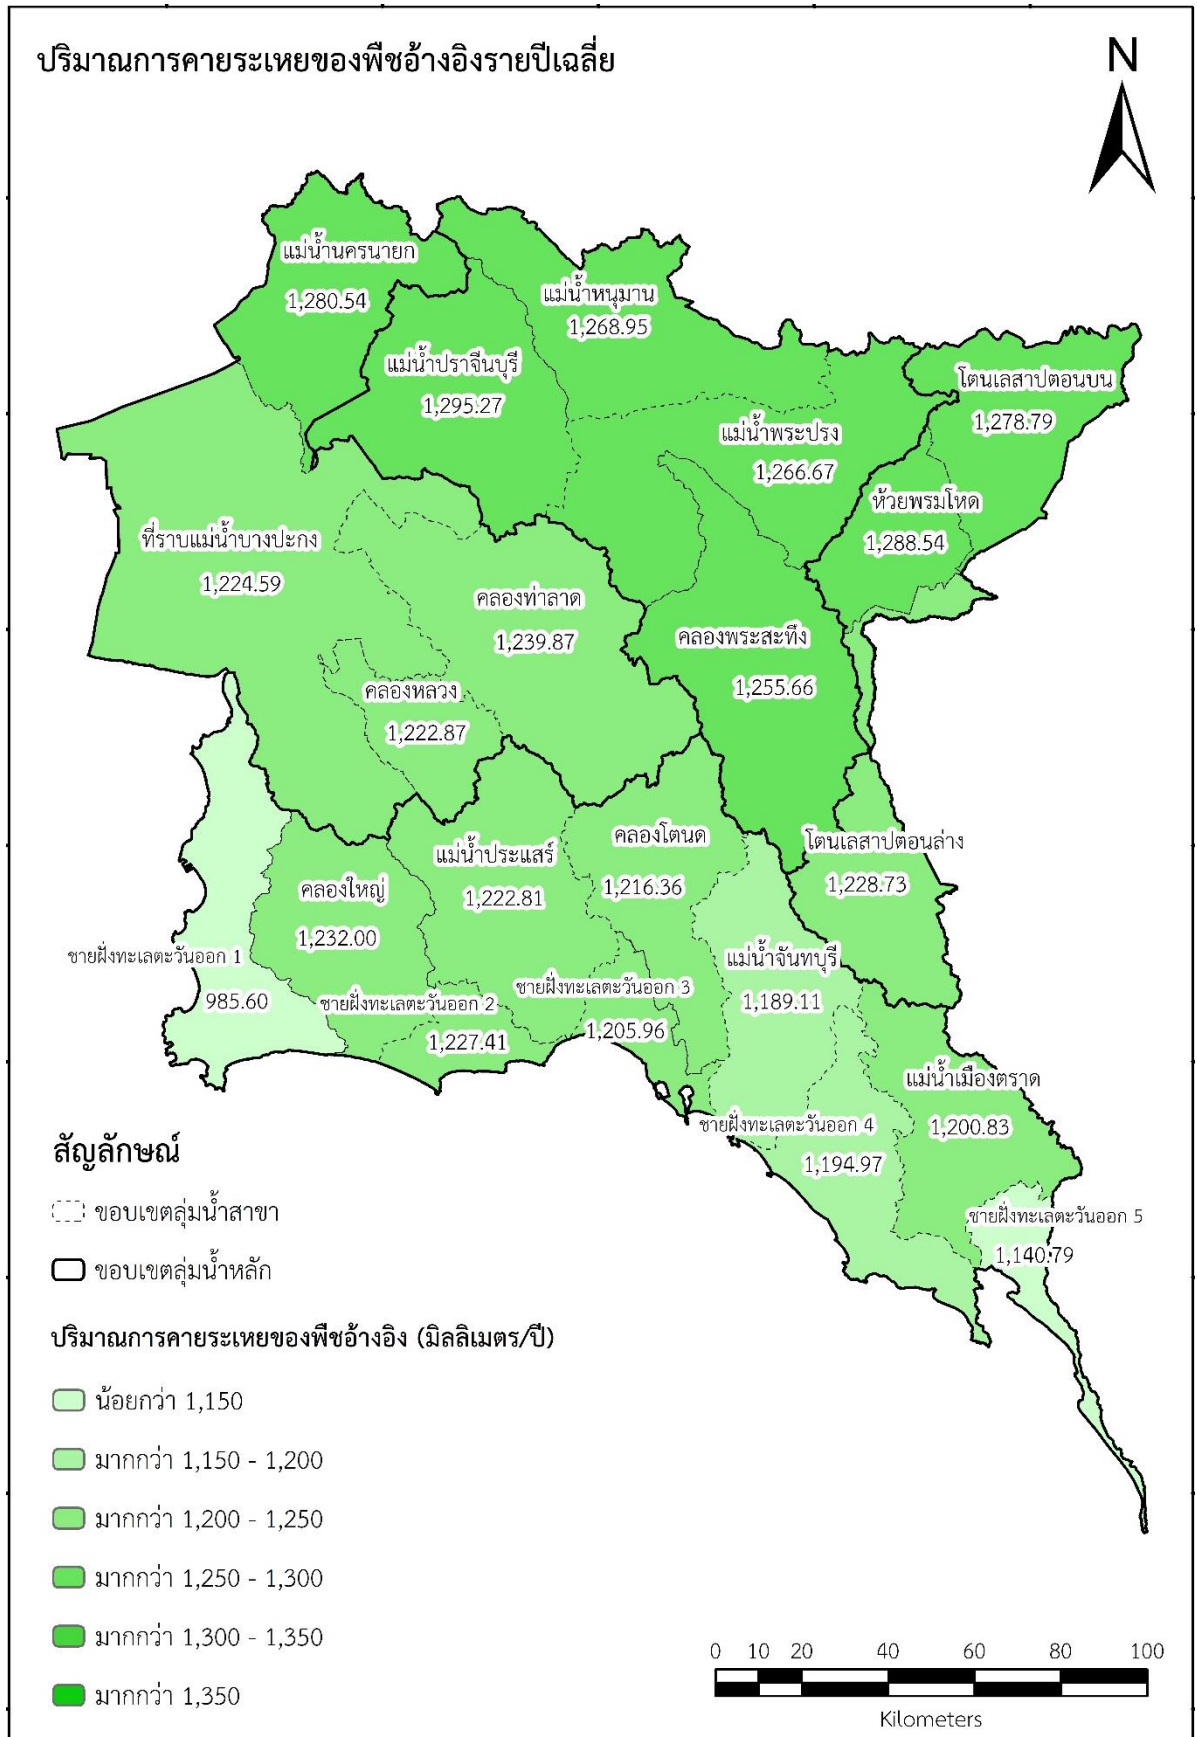 ปริมาณการคายระเหยของพืชอ้างอิงรายปีเฉลี่ย
N
แม่น้ำนครนายก
1,280.54
แม่น้ำหนุมาน
1,268.95
แม่น้ำปราจีนบุรี
1,295.27
โตนเลสาปตอนบน
1,278.79
แม่น้ำพระปรง
1,266.67
ห้วยพรมโหด
1,288.54
ที่ราบแม่น้ำบางปะกง
1,224.59
คลองท่าลาด
1,239.87
คลองพระสะทึง
1,255.66
คลองหลวง
1,222.87
คลองโตนด
1,216.36
โตนเลสาปตอนล่าง
1,228.73
แม่น้ำประแสร์
1,222.81
คลองใหญ่
1,232.00
ชายฝั่งทะเลตะวันออก 1
985.60
แม่น้ำจันทบุรี
1,189.11
ชายฝั่งทะเลตะวันออก 2
1,227.41
ชายฝั่งทะเลตะวันออก 3
1,205.96
แม่น้ำเมืองตราด
1,200.83
ชายฝั่งทะเลตะวันออก 4
1,194.97
ชายฝั่งทะเลตะวันออก 5
1,140.79
สัญลักษณ์
ขอบเขตลุ่มน้ำสาขา
ขอบเขตลุ่มน้ำหลัก
ปริมาณการคายระเหยของพืชอ้างอิง (มิลลิเมตร/ปี)
น้อยกว่า 1,150
มากกว่า 1,150 - 1,200
มากกว่า 1,200 - 1,250
มากกว่า 1,250 - 1,300
มากกว่า 1,300 - 1,350
มากกว่า 1,350
0 10 20 40 60 80 100
Kilometers